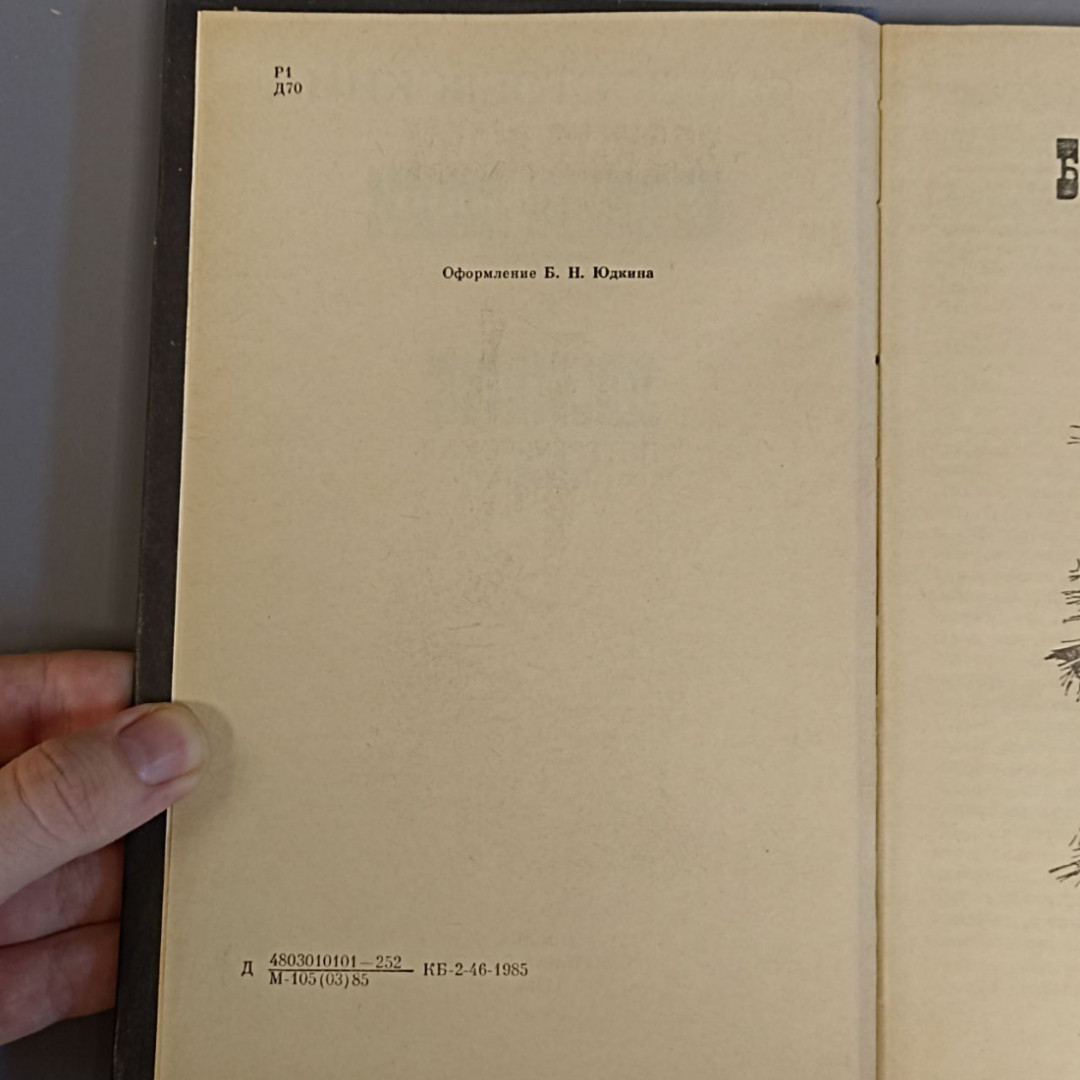 Р1
Д70
Оформление Б. Н. Юдкина
Д 4803010101—252
М-105(03)85 КБ-2-46-1985
Б